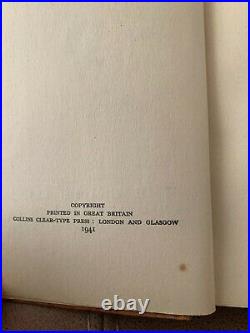 COPYRIGHT
PRINTED IN GREAT BRITAIN
COLLINS CLEAR-TYPE PRESS : LONDON AND GLASGOW
1941